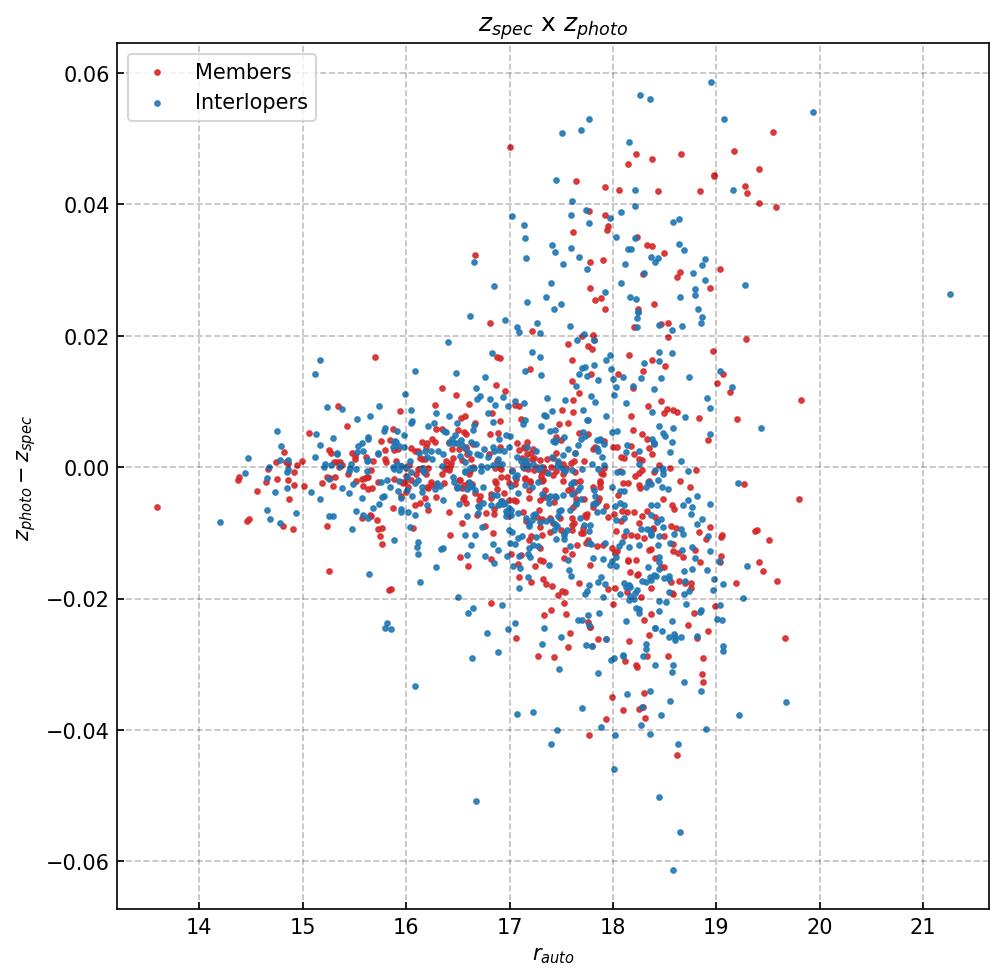 z_spec x z_photo
Members
Interlopers
z_photo − z_spec
0.06
0.04
0.02
0.00
−0.02
−0.04
−0.06
14 15 16 17 18 19 20 21
r_auto